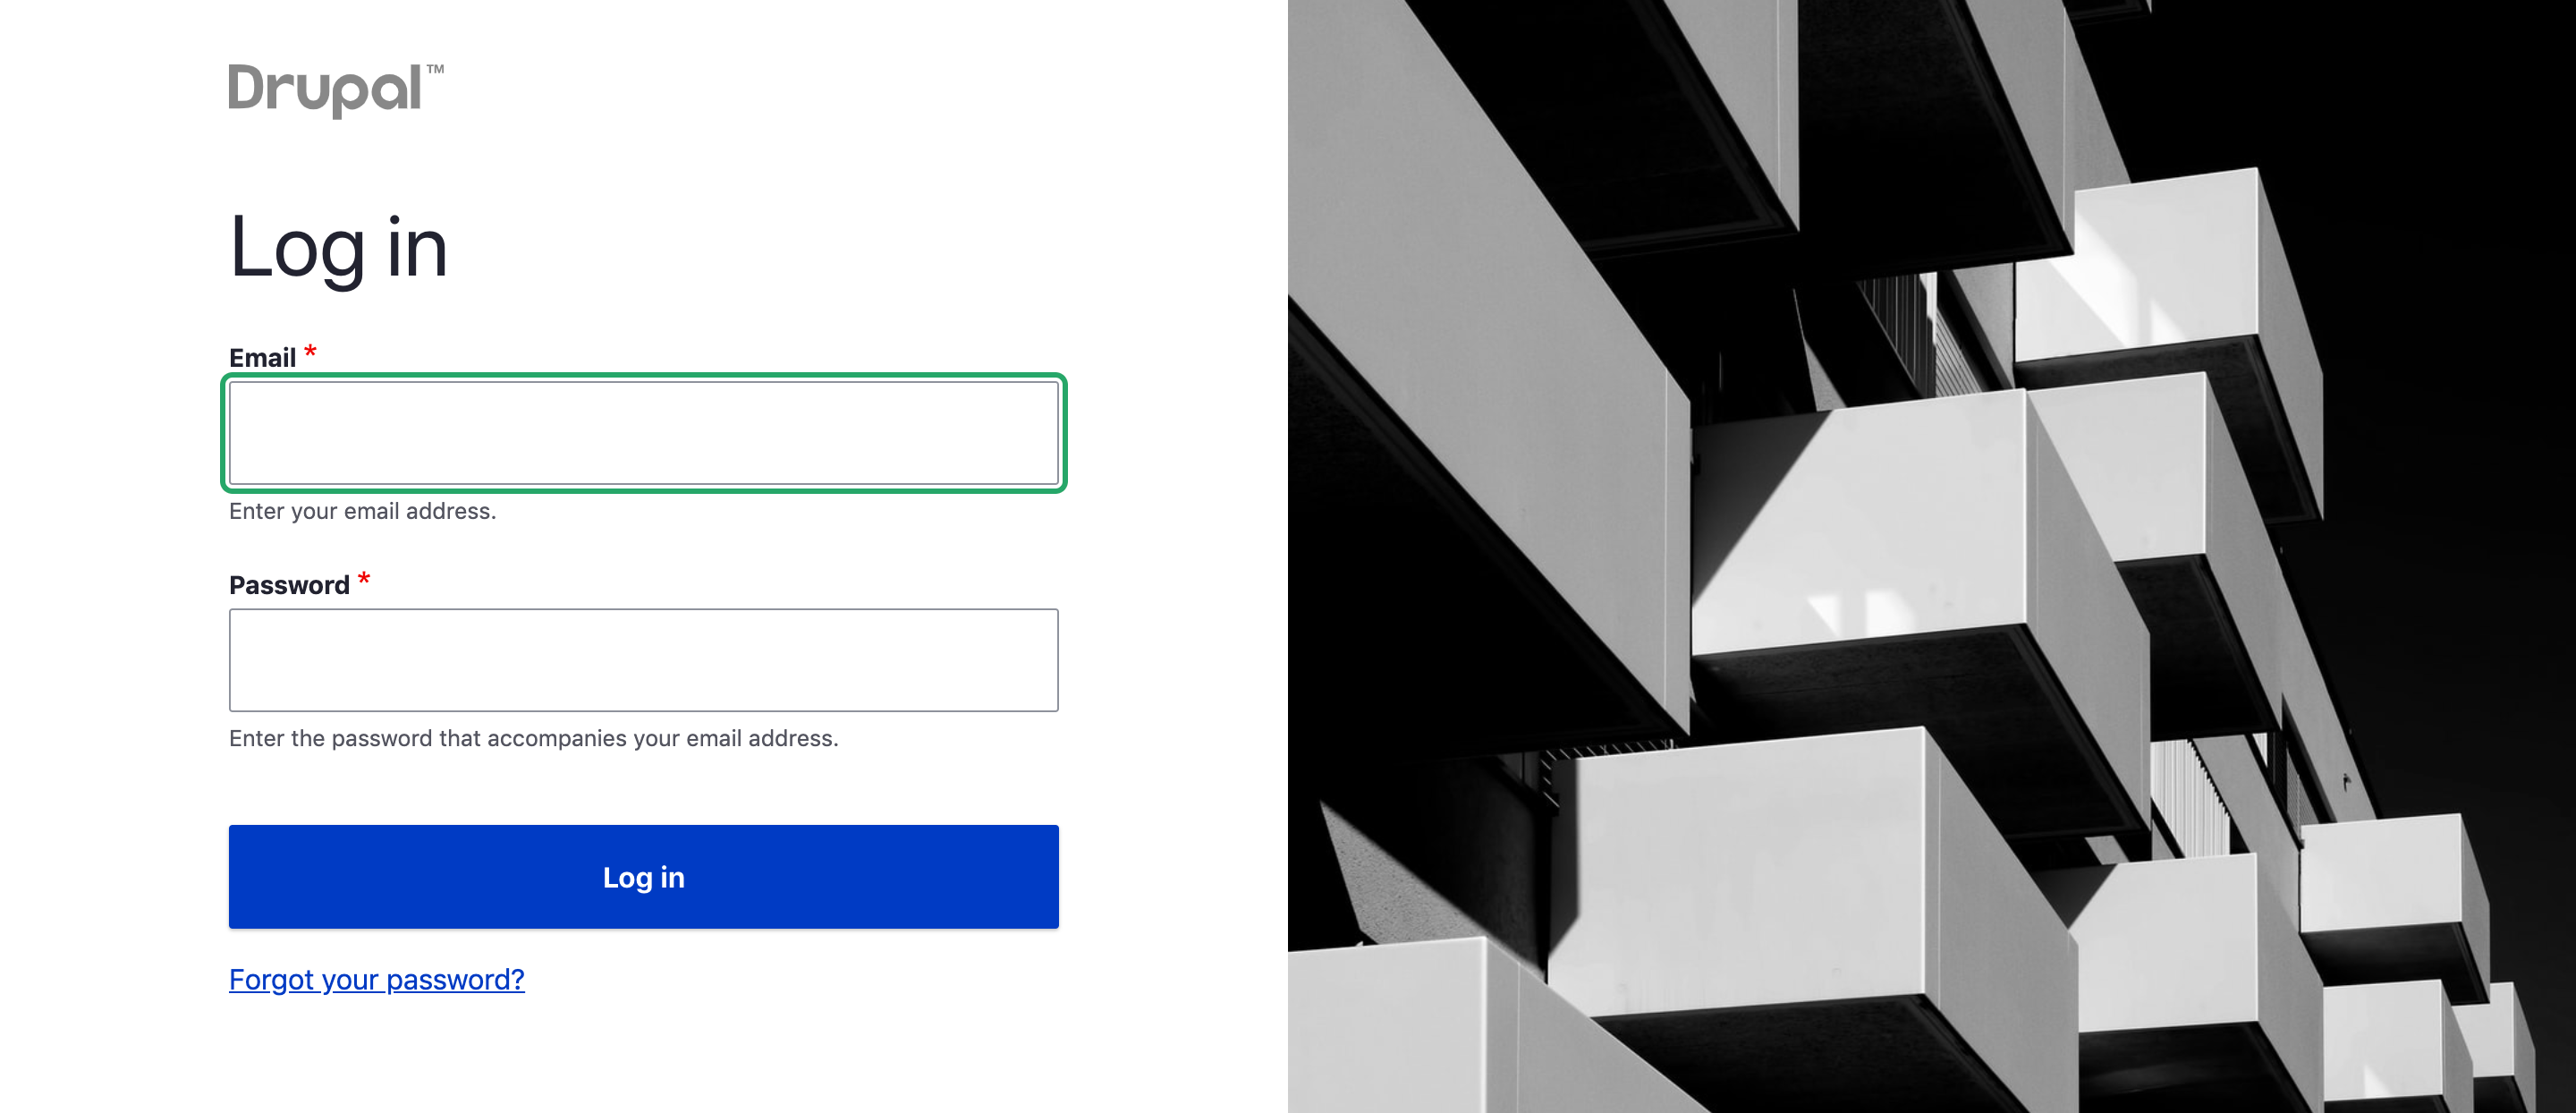 Drupal™
Log in
Email *
Enter your email address.
Password *
Enter the password that accompanies your email address.
Log in
Forgot your password?